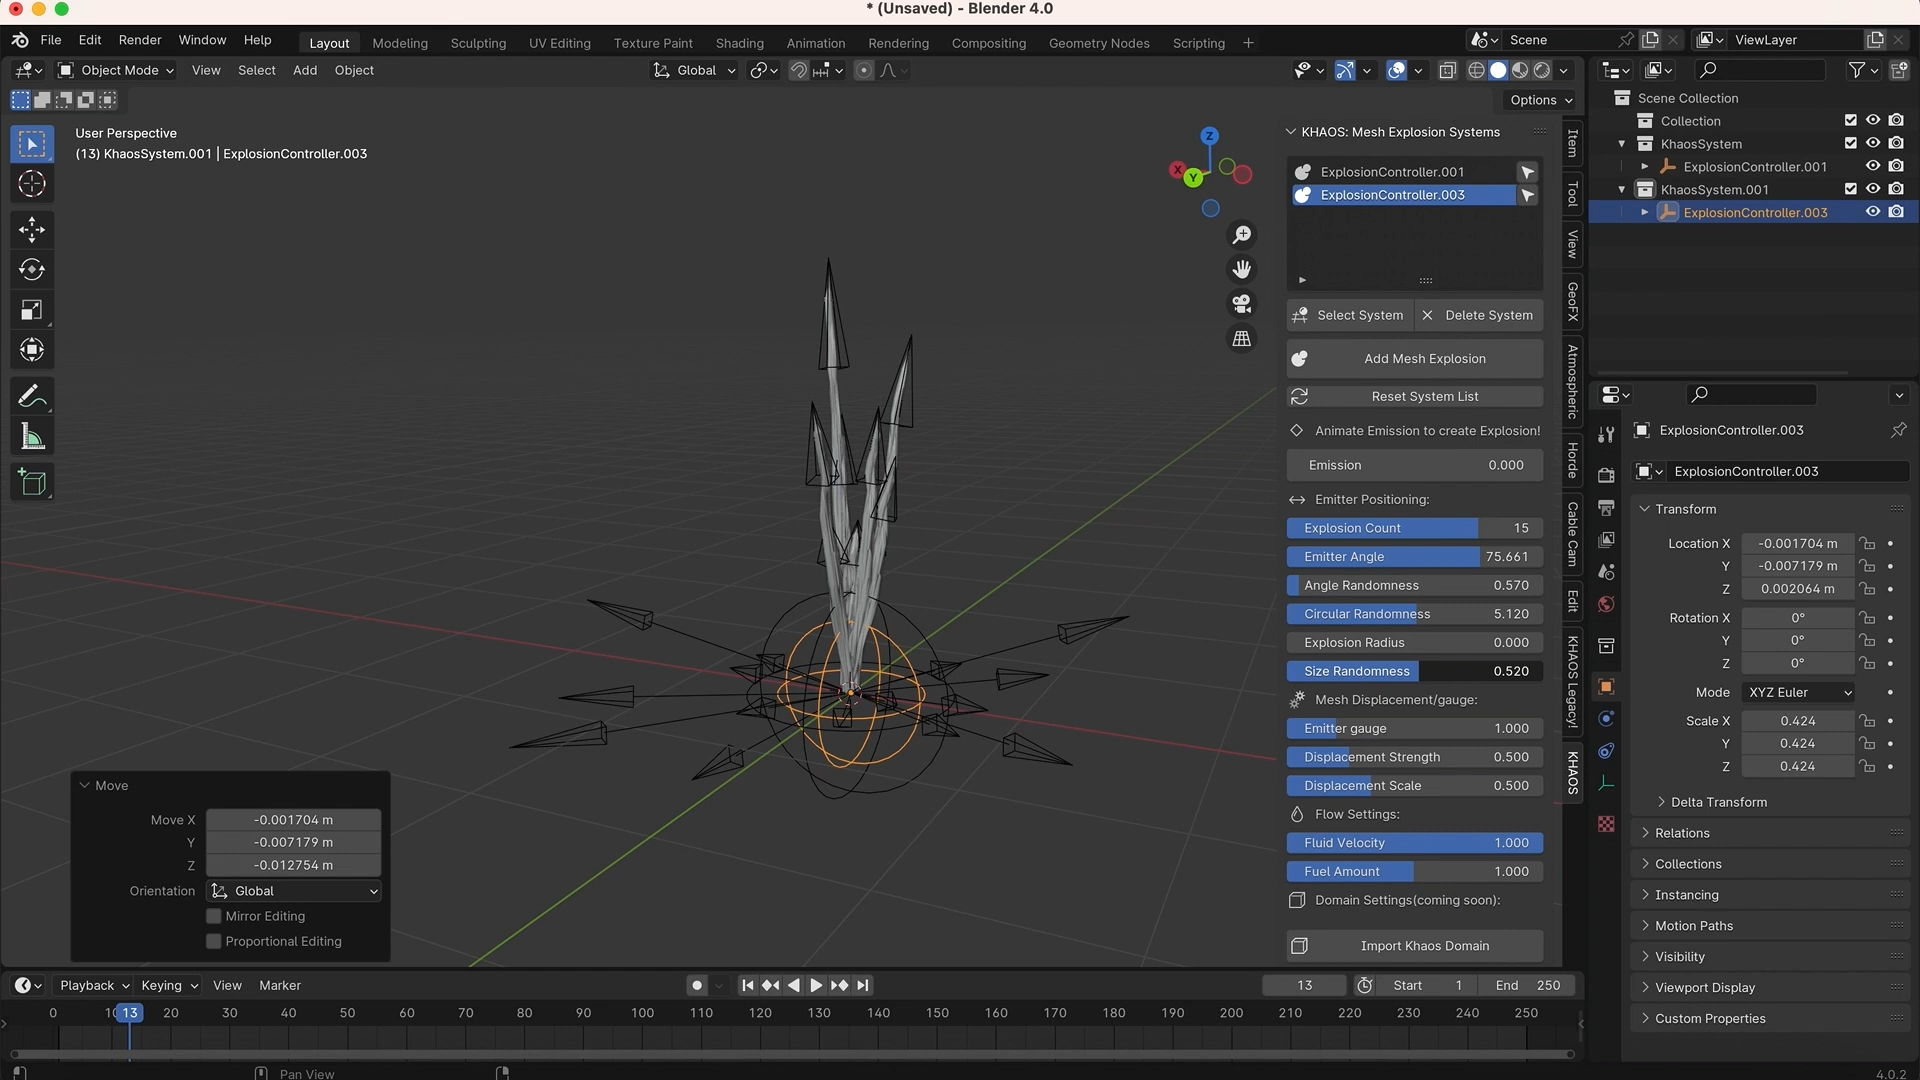 * (Unsaved) - Blender 4.0
File Edit Render Window Help Layout Modeling Sculpting UV Editing Texture Paint Shading Animation Rendering Compositing Geometry Nodes Scripting + Scene ViewLayer
Object Mode View Select Add Object Global
Options
User Perspective
(13) KhaosSystem.001 | ExplosionController.003
Z
X
Y
KHAOS: Mesh Explosion Systems
ExplosionController.001
ExplosionController.003
Select System Delete System
Add Mesh Explosion
Reset System List
Animate Emission to create Explosion!
Emission 0.000
Emitter Positioning:
Explosion Count 15
Emitter Angle 75.661
Angle Randomness 0.570
Circular Randomness 5.120
Explosion Radius 0.000
Size Randomness 0.520
Mesh Displacement/gauge:
Emitter gauge 1.000
Displacement Strength 0.500
Displacement Scale 0.500
Flow Settings:
Fluid Velocity 1.000
Fuel Amount 1.000
Domain Settings(coming soon):
Import Khaos Domain
Item
Tool
View
GeoFX
Atmospheric
Horde
Cable Cam
Edit
KHAOS Legacy!
KHAOS
Scene Collection
Collection
KhaosSystem
ExplosionController.001
KhaosSystem.001
ExplosionController.003
ExplosionController.003
ExplosionController.003
Transform
Location X -0.001704 m
Y -0.007179 m
Z 0.002064 m
Rotation X 0°
Y 0°
Z 0°
Mode XYZ Euler
Scale X 0.424
Y 0.424
Z 0.424
Delta Transform
Relations
Collections
Instancing
Motion Paths
Visibility
Viewport Display
Custom Properties
Move
Move X -0.001704 m
Y -0.007179 m
Z -0.012754 m
Orientation Global
Mirror Editing
Proportional Editing
Playback Keying View Marker 13 Start 1 End 250
0 10 13 20 30 40 50 60 70 80 90 100 110 120 130 140 150 160 170 180 190 200 210 220 230 240 250
Pan View 4.0.2